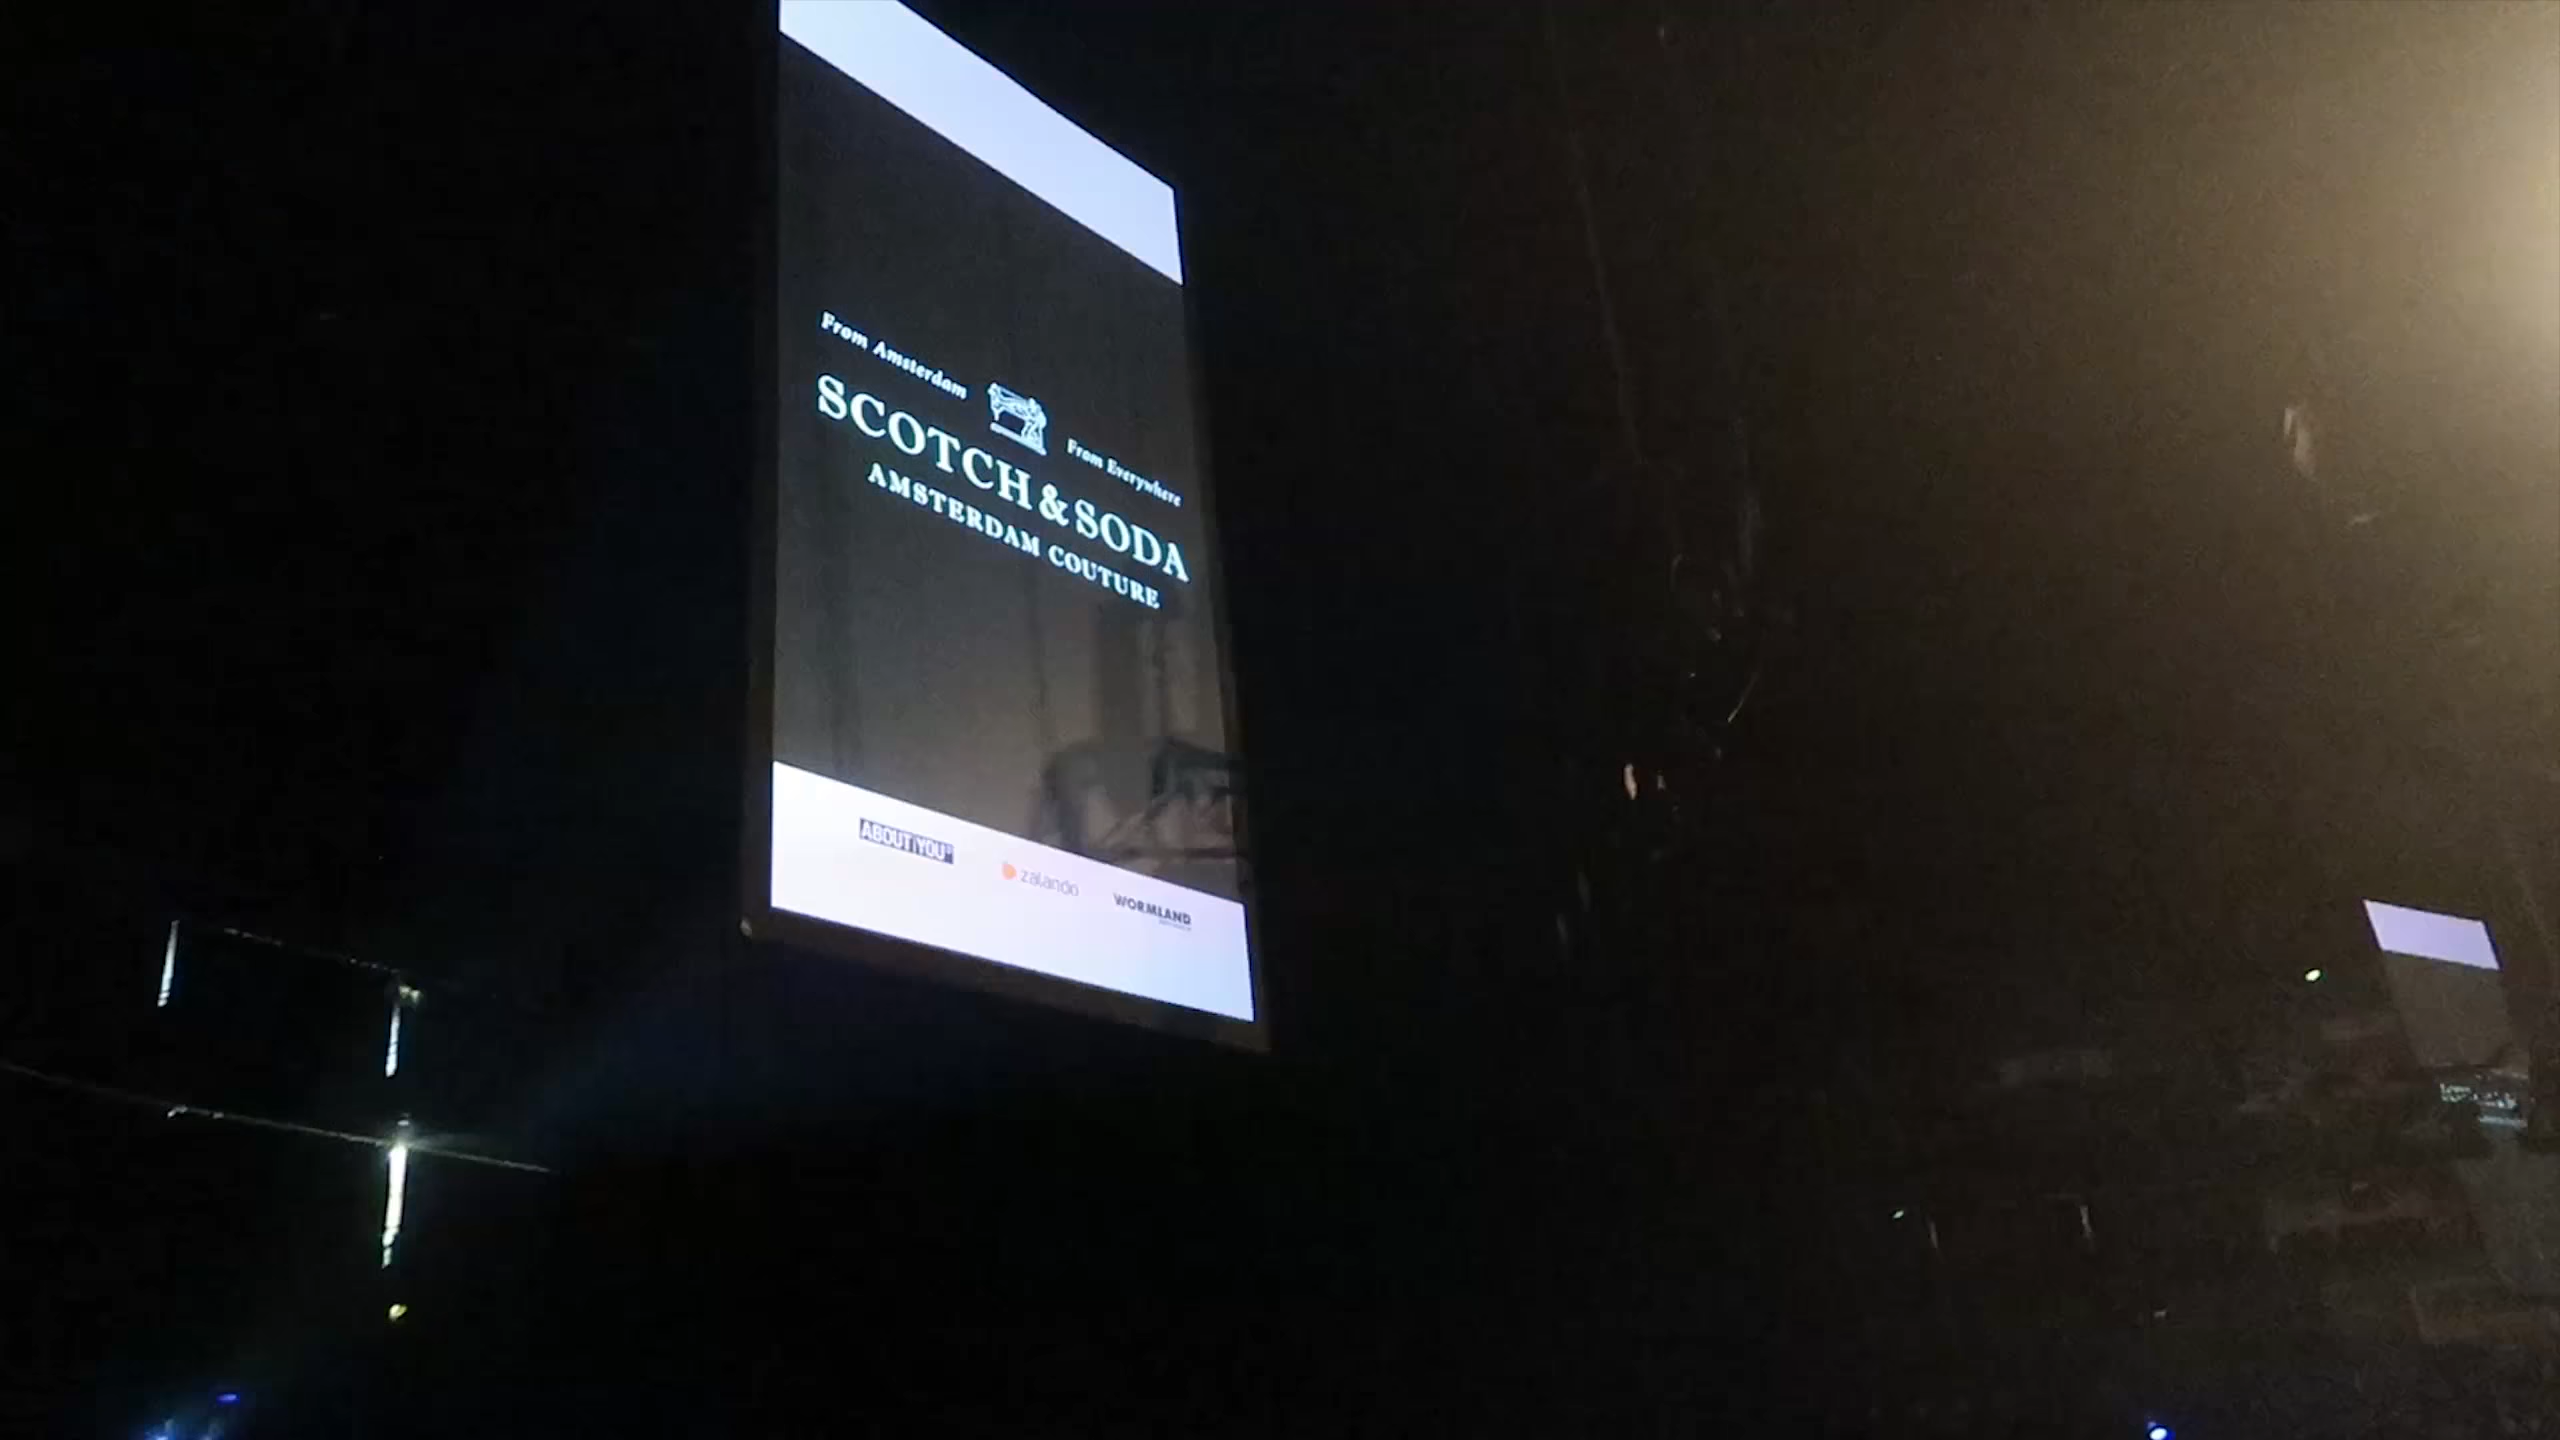 From Amsterdam From Everywhere
SCOTCH & SODA
AMSTERDAM COUTURE
ABOUT YOU
zalando
WORMLAND